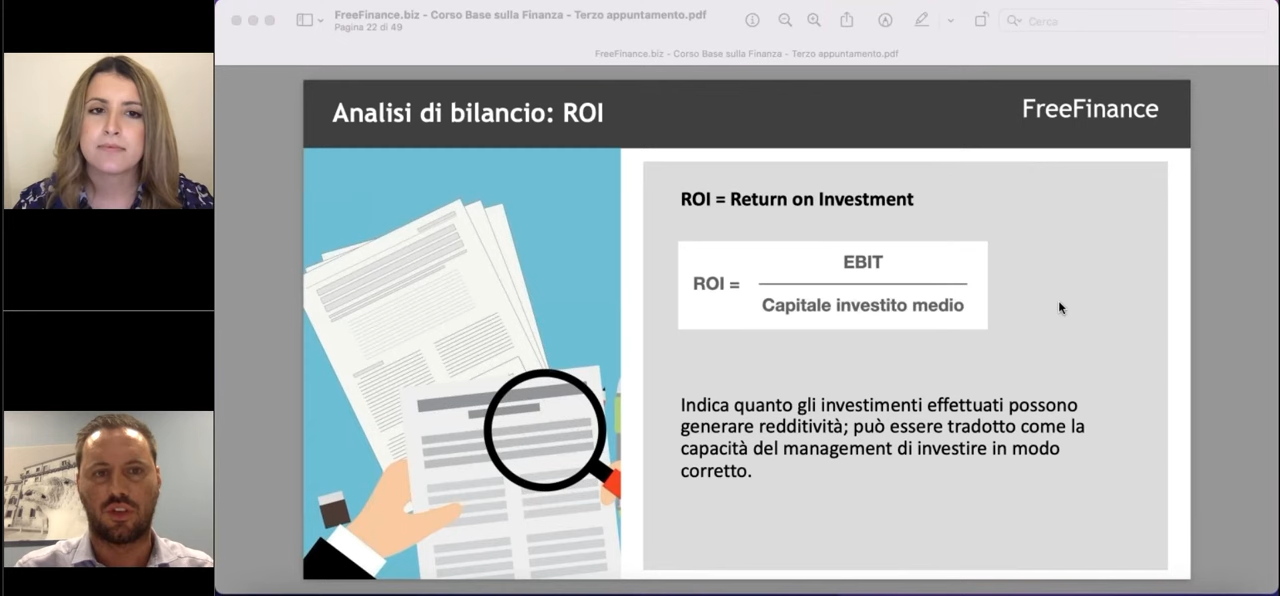 FreeFinance.biz - Corso Base sulla Finanza - Terzo appuntamento.pdf
Pagina 22 di 49
Cerca
FreeFinance.biz - Corso Base sulla Finanza - Terzo appuntamento.pdf
Analisi di bilancio: ROI
FreeFinance
ROI = Return on Investment
EBIT
ROI =
Capitale investito medio
Indica quanto gli investimenti effettuati possono
generare redditività; può essere tradotto come la
capacità del management di investire in modo
corretto.